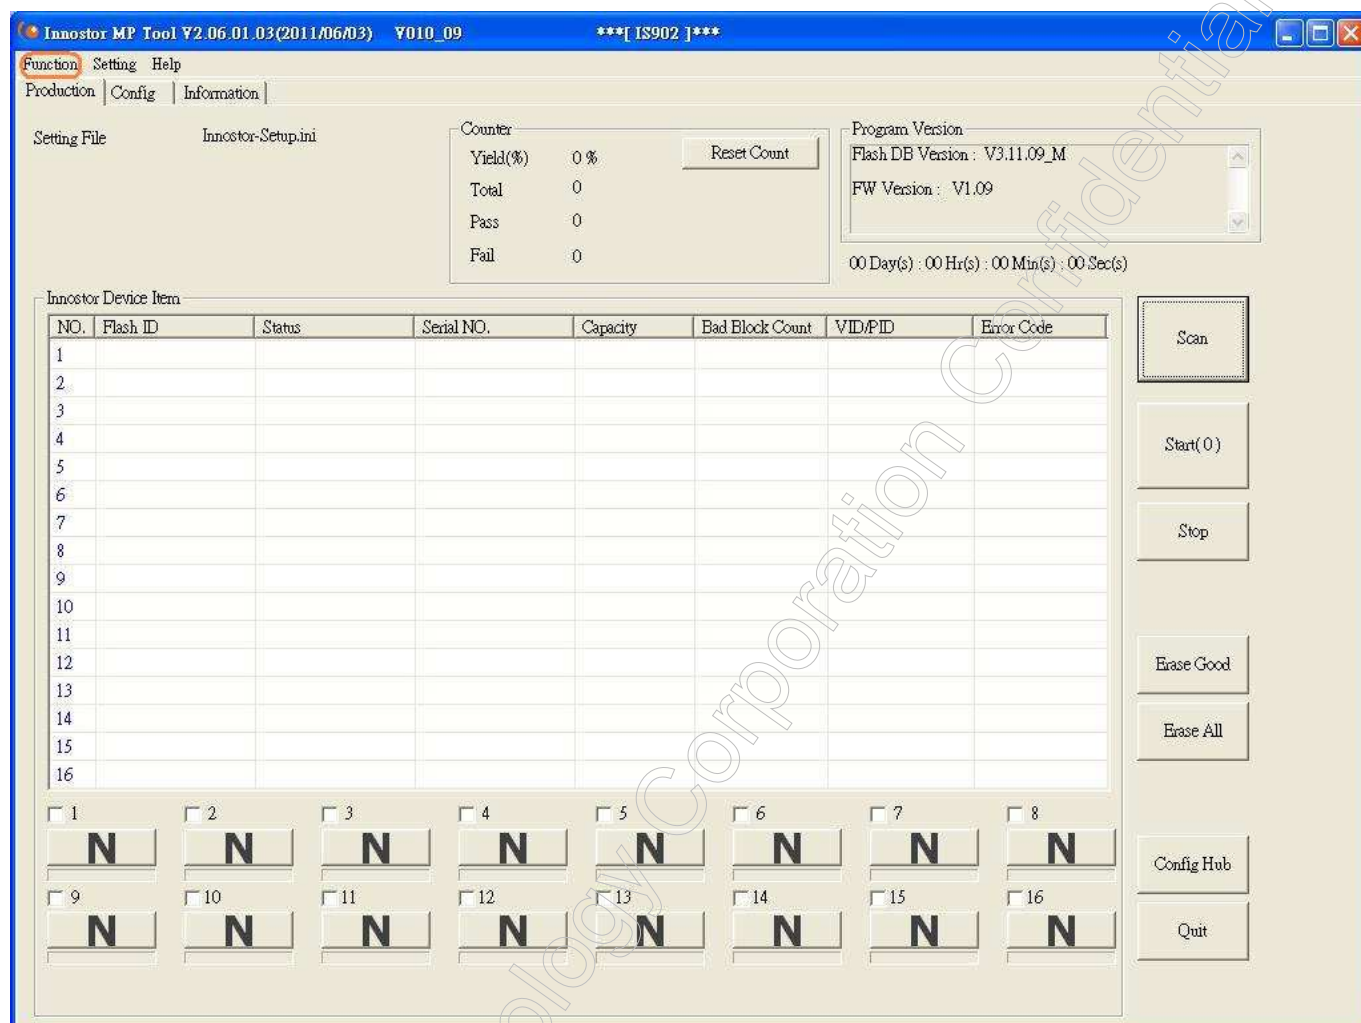 Innostor MP Tool V2.06.01.03(2011/06/03) V010_09 ***[ IS902 ]***
Function Setting Help
Production Config Information
Setting File Innostor-Setup.ini
Counter
Yield(%) 0 %
Total 0
Pass 0
Fail 0
Reset Count
Program Version
Flash DB Version : V3.11.09_M
FW Version : V1.09
00 Day(s) : 00 Hr(s) : 00 Min(s) : 00 Sec(s)
Innostor Device Item
NO. Flash ID Status Serial NO. Capacity Bad Block Count VID/PID Error Code
1
2
3
4
5
6
7
8
9
10
11
12
13
14
15
16
Scan
Start( 0 )
Stop
Erase Good
Erase All
Config Hub
Quit
1 2 3 4 5 6 7 8
N N N N N N N N
9 10 11 12 13 14 15 16
N N N N N N N N
ology Corporation Confidential